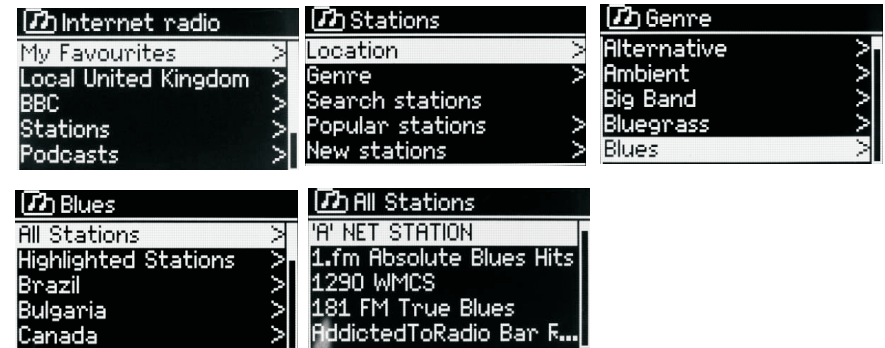 Internet radio
My Favourites >
Local United Kingdom >
BBC >
Stations >
Podcasts >
Stations
Location >
Genre >
Search stations
Popular stations >
New stations >
Genre
Alternative >
Ambient >
Big Band >
Bluegrass >
Blues >
Blues
All Stations >
Highlighted Stations >
Brazil >
Bulgaria >
Canada >
All Stations
'A' NET STATION
1.fm Absolute Blues Hits
1290 WMCS
181 FM True Blues
AddictedToRadio Bar R...